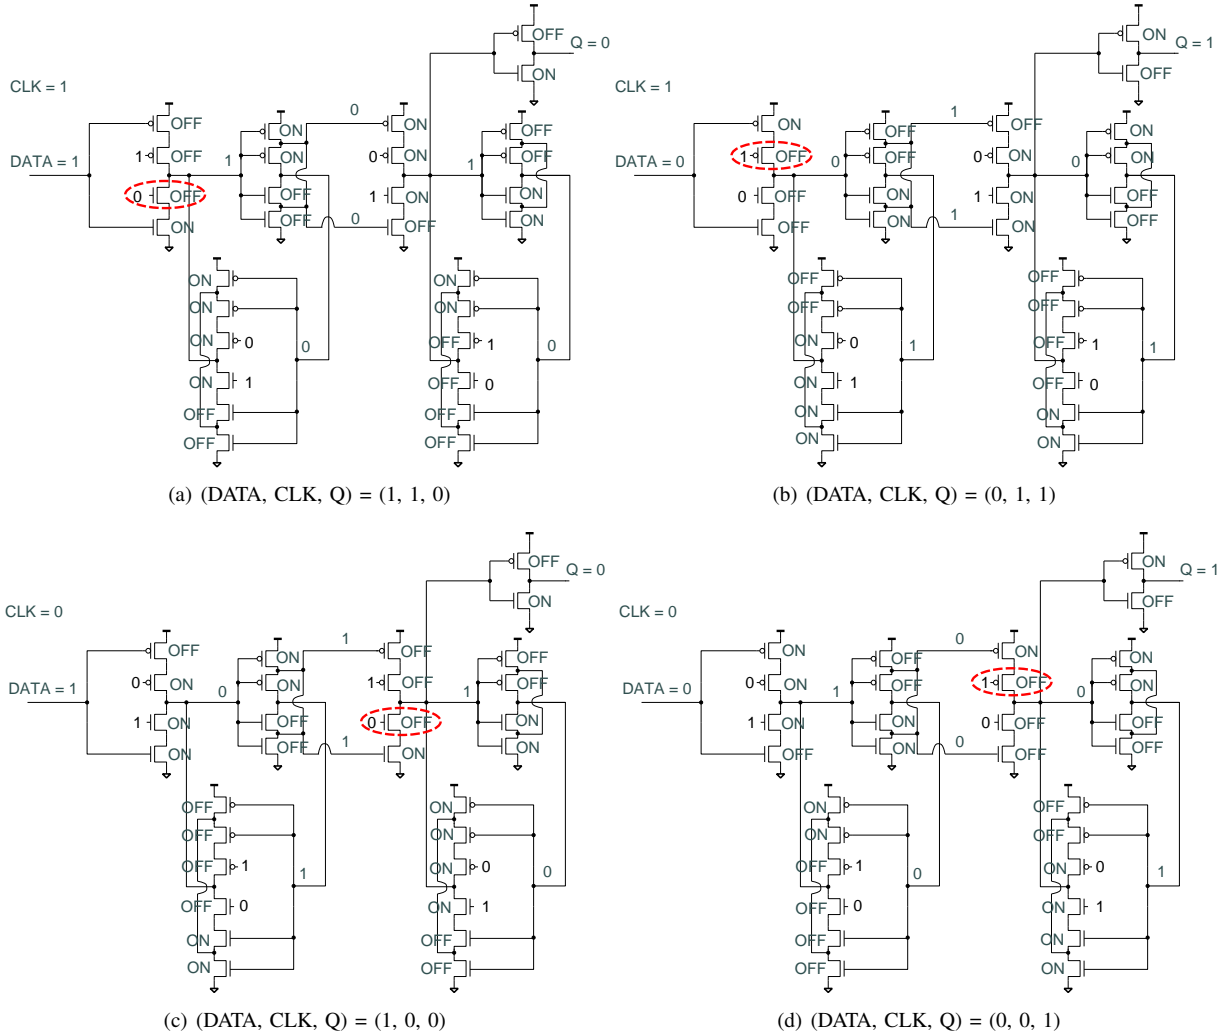 OFF
Q = 0
ON
CLK = 1
0
OFF
ON
OFF
OFF
DATA = 1
1
OFF
1
ON
0
OFF
1
OFF
0
OFF
OFF
1
ON
ON
ON
OFF
0
ON
ON
ON
ON
ON
ON
ON
0
0
OFF
1
0
ON
1
OFF
0
OFF
OFF
OFF
OFF
(a) (DATA, CLK, Q) = (1, 1, 0)
ON
Q = 1
OFF
CLK = 1
1
ON
OFF
ON
ON
DATA = 0
1
OFF
0
OFF
0
ON
0
ON
0
OFF
ON
1
ON
OFF
OFF
ON
1
ON
OFF
OFF
OFF
OFF
OFF
ON
0
1
OFF
1
1
ON
1
OFF
0
ON
ON
ON
ON
(b) (DATA, CLK, Q) = (0, 1, 1)
OFF
Q = 0
ON
CLK = 0
1
OFF
ON
OFF
OFF
DATA = 1
0
ON
0
ON
1
OFF
1
OFF
1
ON
OFF
0
OFF
ON
ON
OFF
1
ON
ON
OFF
ON
OFF
ON
OFF
1
1
ON
0
0
OFF
0
ON
1
ON
OFF
ON
OFF
(c) (DATA, CLK, Q) = (1, 0, 0)
ON
Q = 1
OFF
CLK = 0
0
ON
ON
ON
ON
DATA = 0
0
ON
1
ON
1
OFF
0
ON
1
ON
OFF
0
OFF
OFF
OFF
OFF
0
OFF
OFF
ON
OFF
ON
OFF
ON
1
0
ON
0
1
OFF
0
ON
1
OFF
ON
OFF
ON
(d) (DATA, CLK, Q) = (0, 0, 1)